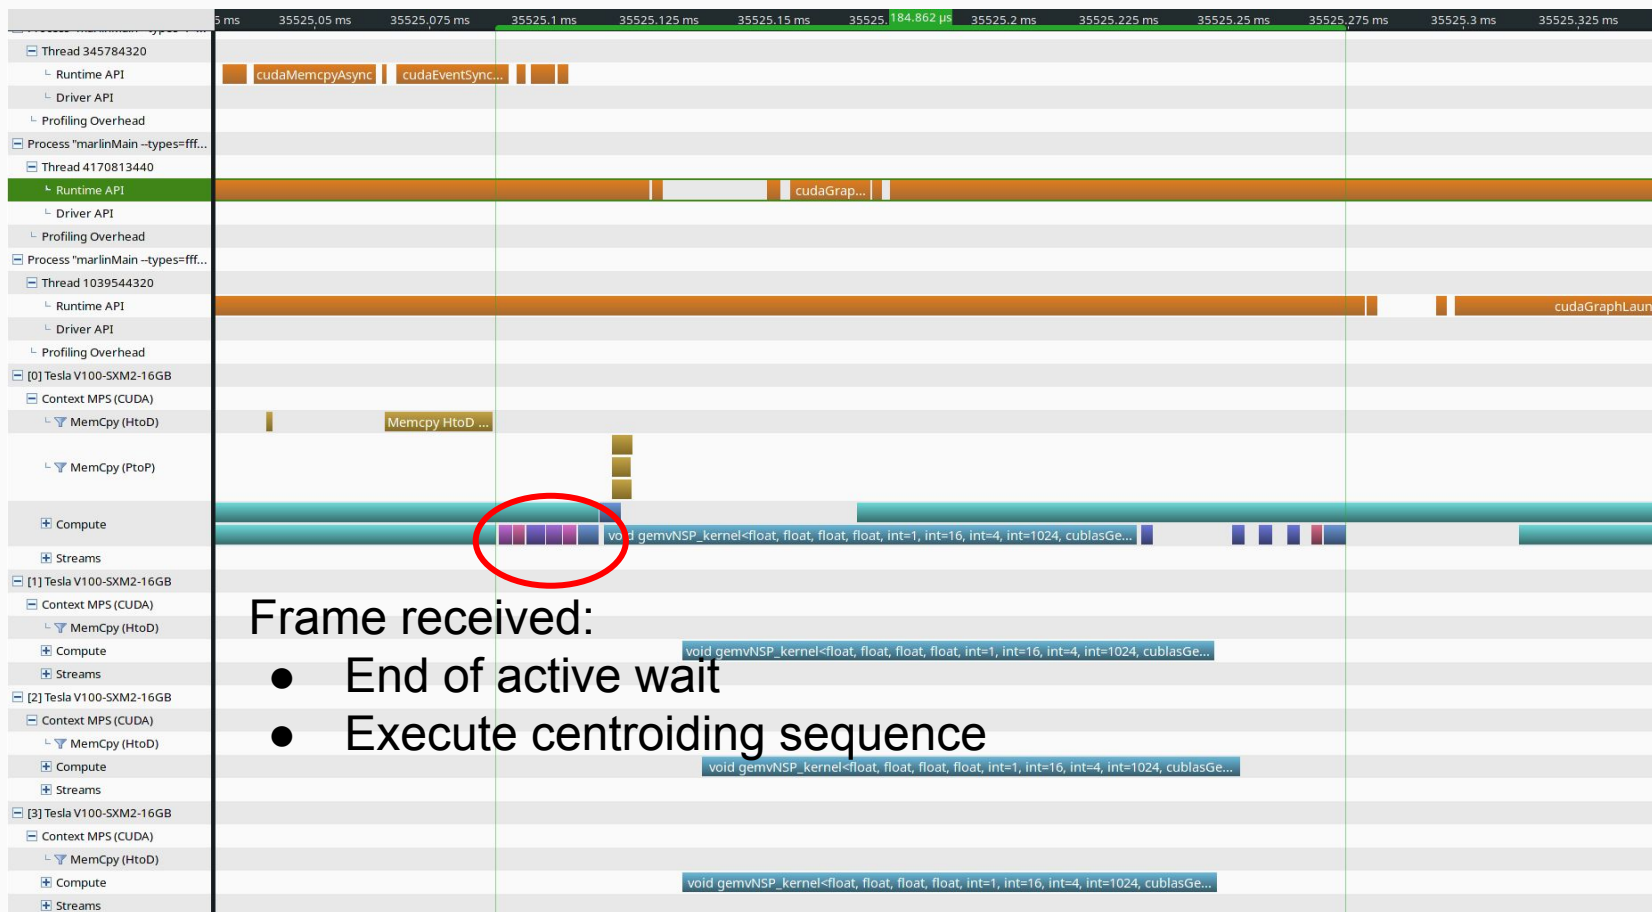 5 ms 35525.05 ms 35525.075 ms 35525.1 ms 35525.125 ms 35525.15 ms 35525. 184.862 µs 35525.2 ms 35525.225 ms 35525.25 ms 35525.275 ms 35525.3 ms 35525.325 ms
Thread 345784320
Runtime API cudaMemcpyAsync cudaEventSync...
Driver API
Profiling Overhead
Process "marlinMain --types=fff...
Thread 4170813440
Runtime API cudaGrap...
Driver API
Profiling Overhead
Process "marlinMain --types=fff...
Thread 1039544320
Runtime API cudaGraphLaun
Driver API
Profiling Overhead
[0] Tesla V100-SXM2-16GB
Context MPS (CUDA)
MemCpy (HtoD) Memcpy HtoD ...
MemCpy (PtoP)
Compute void gemvNSP_kernel<float, float, float, float, int=1, int=16, int=4, int=1024, cublasGe...
Streams
[1] Tesla V100-SXM2-16GB
Context MPS (CUDA)
MemCpy (HtoD)
Compute void gemvNSP_kernel<float, float, float, float, int=1, int=16, int=4, int=1024, cublasGe...
Streams
[2] Tesla V100-SXM2-16GB
Context MPS (CUDA)
MemCpy (HtoD)
Compute void gemvNSP_kernel<float, float, float, float, int=1, int=16, int=4, int=1024, cublasGe...
Streams
[3] Tesla V100-SXM2-16GB
Context MPS (CUDA)
MemCpy (HtoD)
Compute void gemvNSP_kernel<float, float, float, float, int=1, int=16, int=4, int=1024, cublasGe...
Streams
Frame received:
● End of active wait
● Execute centroiding sequence